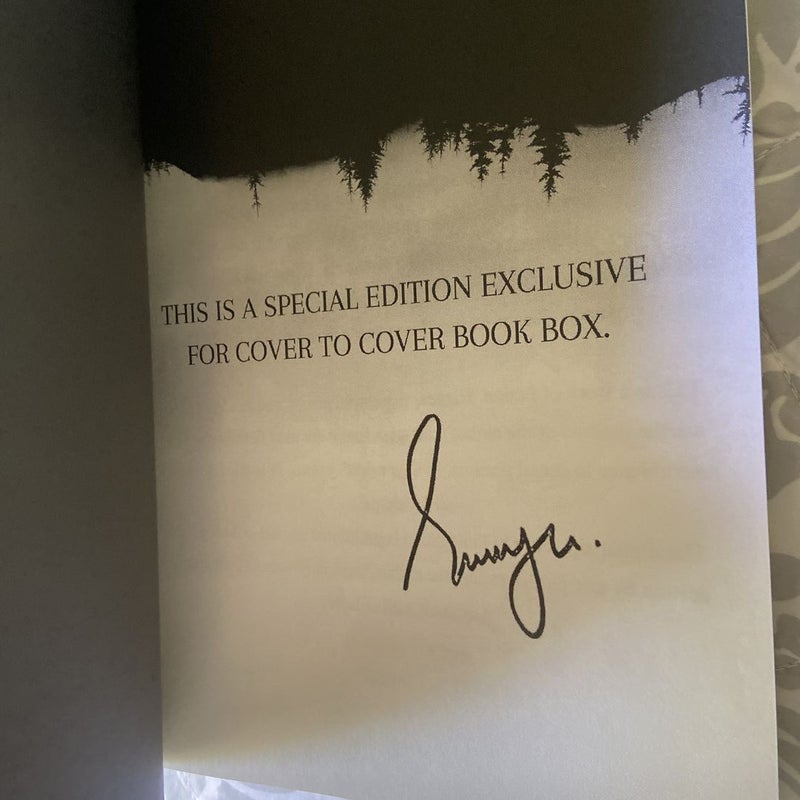 THIS IS A SPECIAL EDITION EXCLUSIVE
FOR COVER TO COVER BOOK BOX.